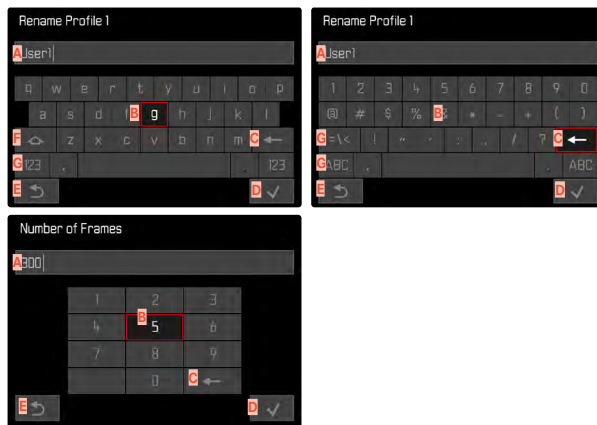 Rename Profile 1
A User1
q w e r t y u i o p
a s d f B g h j k l
F z x c v b n m C ←
G 123 , . 123
E D ✓
Rename Profile 1
A User1
1 2 3 4 5 6 7 8 9 0
@ # $ % B & * - + ( )
G =\< ! " ' : ; / ? C ←
G ABC , . ABC
E D ✓
Number of Frames
A 300
1 2 3
B
4 5 6
7 8 9
0 C ←
E D ✓